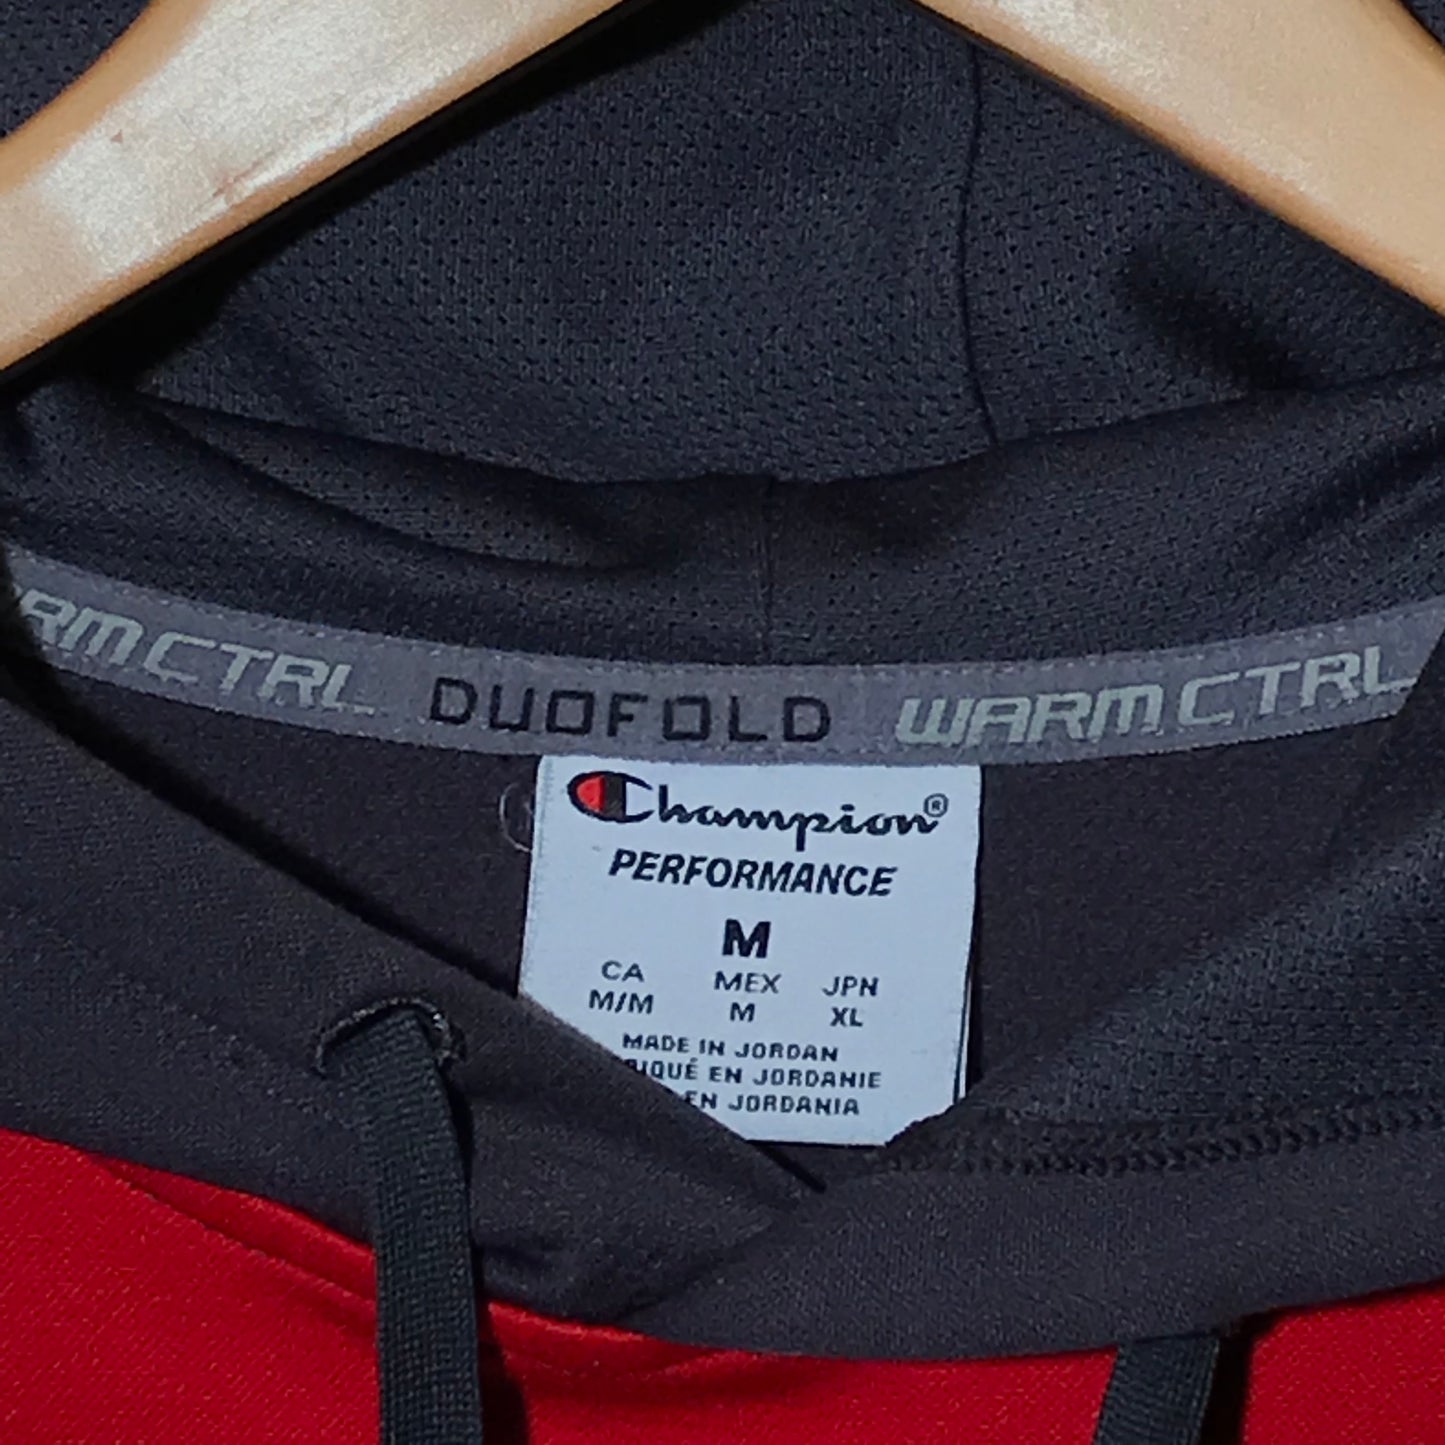 WARM CTRL DUOFOLD WARM CTRL
Champion®
PERFORMANCE
M
CA MEX JPN
M/M M XL
MADE IN JORDAN
EN JORDANIE
EN JORDANIA